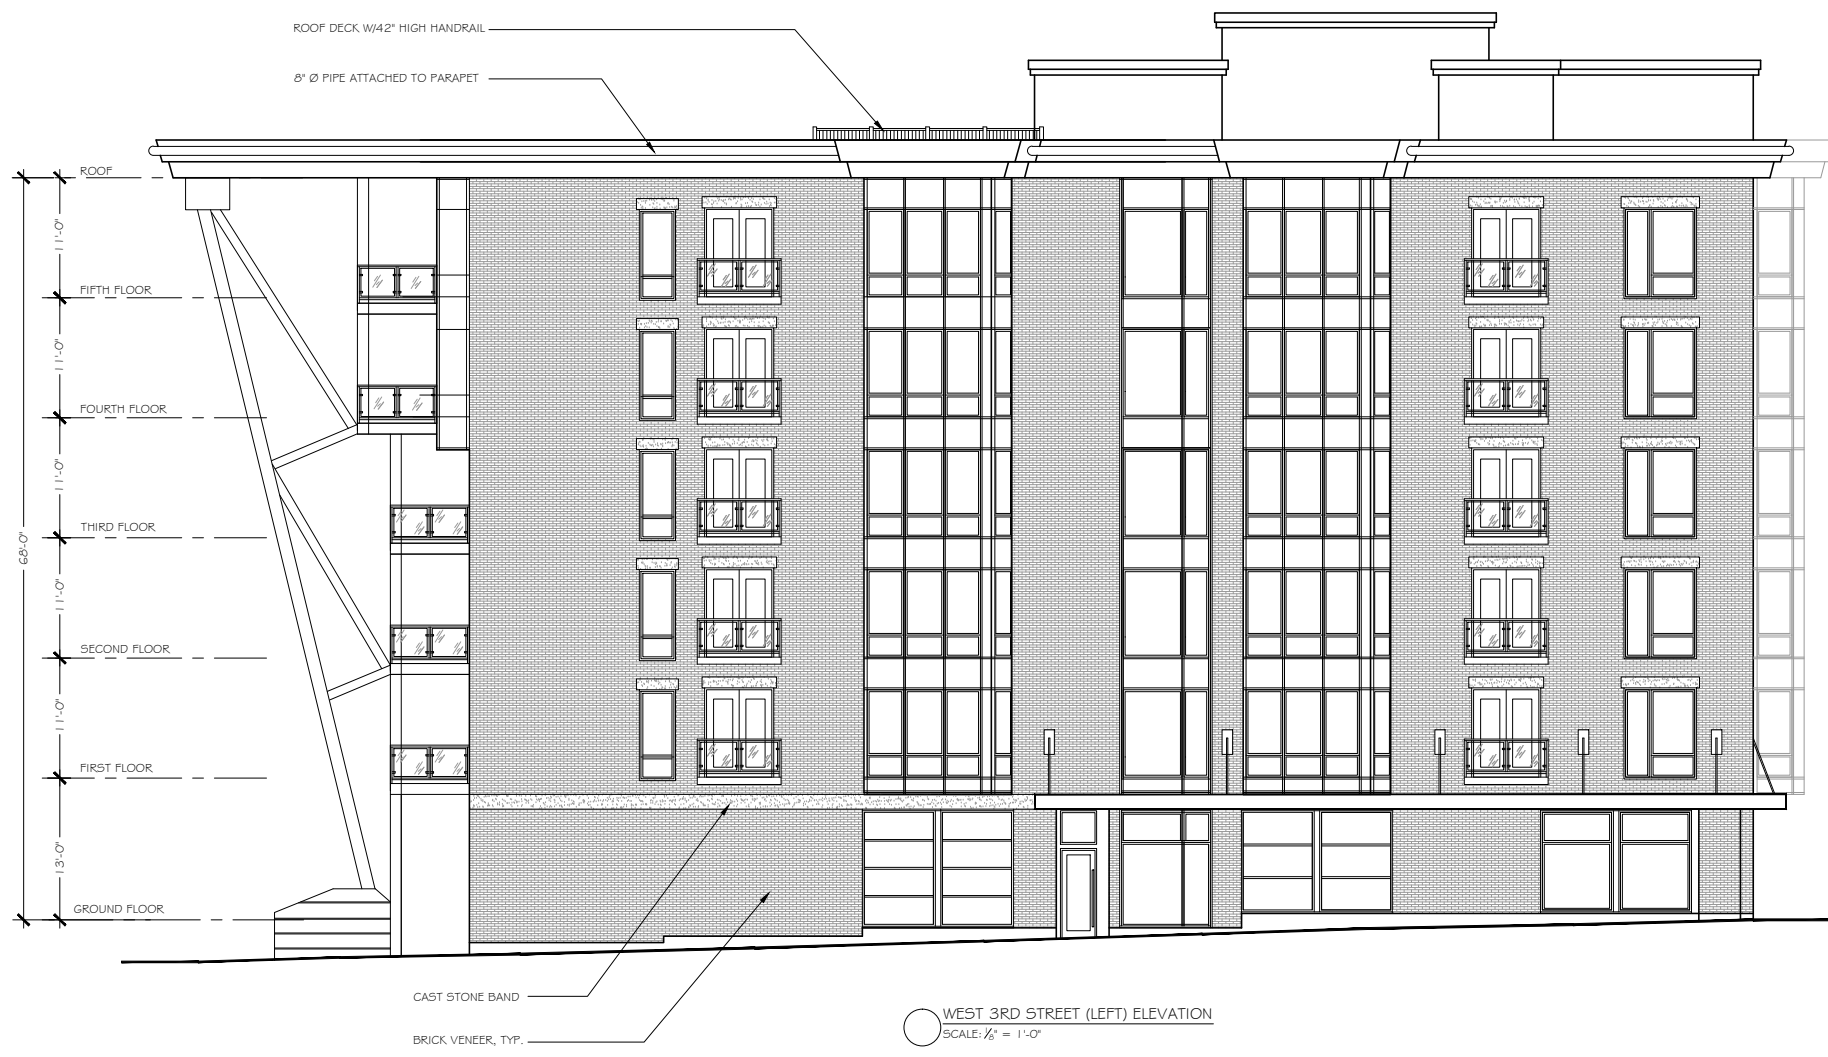 ROOF DECK W/42" HIGH HANDRAIL
8" Ø PIPE ATTACHED TO PARAPET
ROOF
11'-0"
FIFTH FLOOR
11'-0"
FOURTH FLOOR
11'-0"
THIRD FLOOR
68'-0"
11'-0"
SECOND FLOOR
11'-0"
FIRST FLOOR
13'-0"
GROUND FLOOR
CAST STONE BAND
BRICK VENEER, TYP.
WEST 3RD STREET (LEFT) ELEVATION
SCALE: 1/8" = 1'-0"